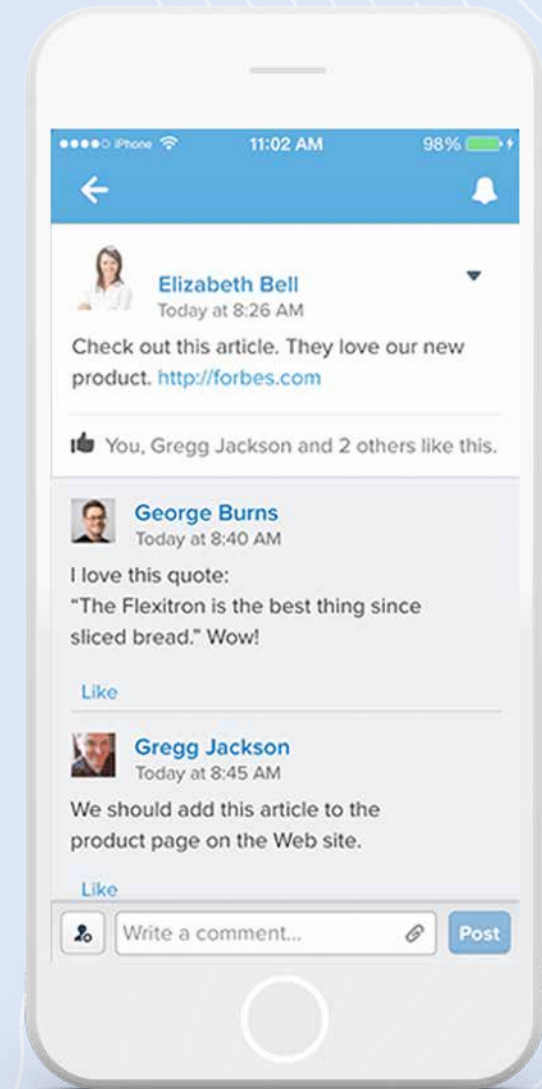 iPhone 11:02 AM 98%
Elizabeth Bell
Today at 8:26 AM
Check out this article. They love our new
product. http://forbes.com
You, Gregg Jackson and 2 others like this.
George Burns
Today at 8:40 AM
I love this quote:
“The Flexitron is the best thing since
sliced bread.” Wow!
Like
Gregg Jackson
Today at 8:45 AM
We should add this article to the
product page on the Web site.
Like
Write a comment... Post